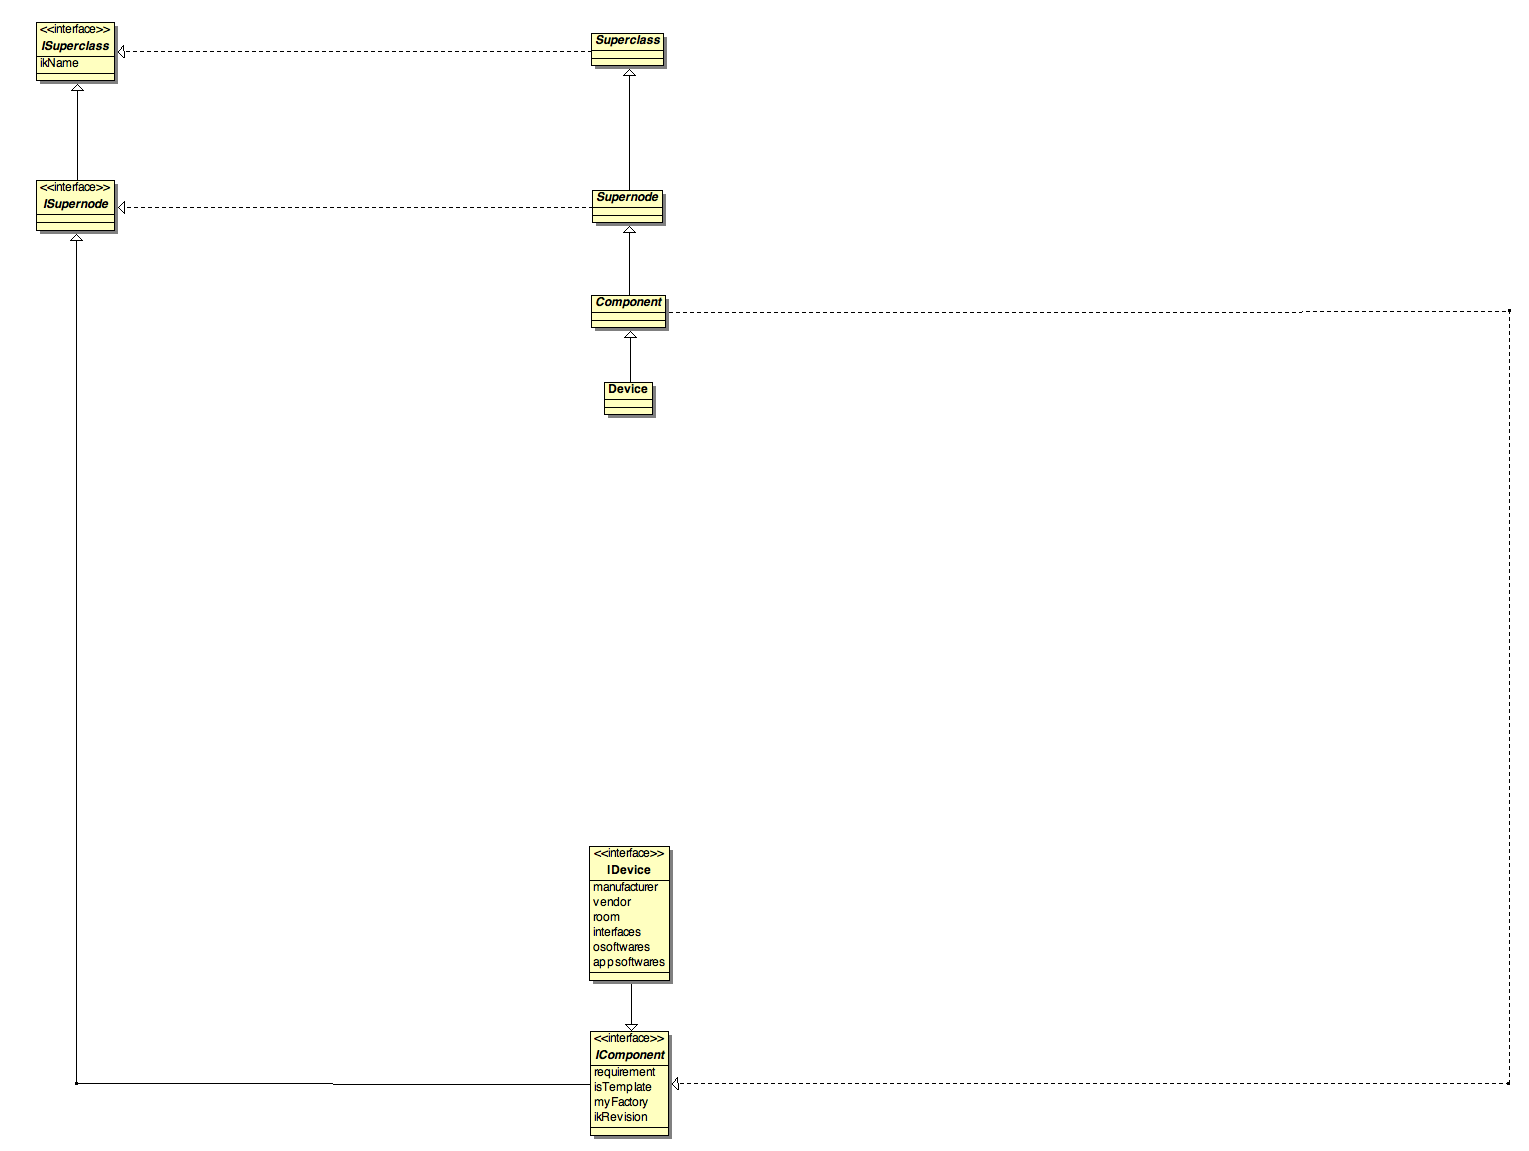 <<interface>>
ISuperclass
ikName
Superclass
<<interface>>
ISupernode
Supernode
Component
Device
<<interface>>
IDevice
manufacturer
vendor
room
interfaces
osoftwares
appsoftwares
<<interface>>
IComponent
requirement
isTemplate
myFactory
ikRevision